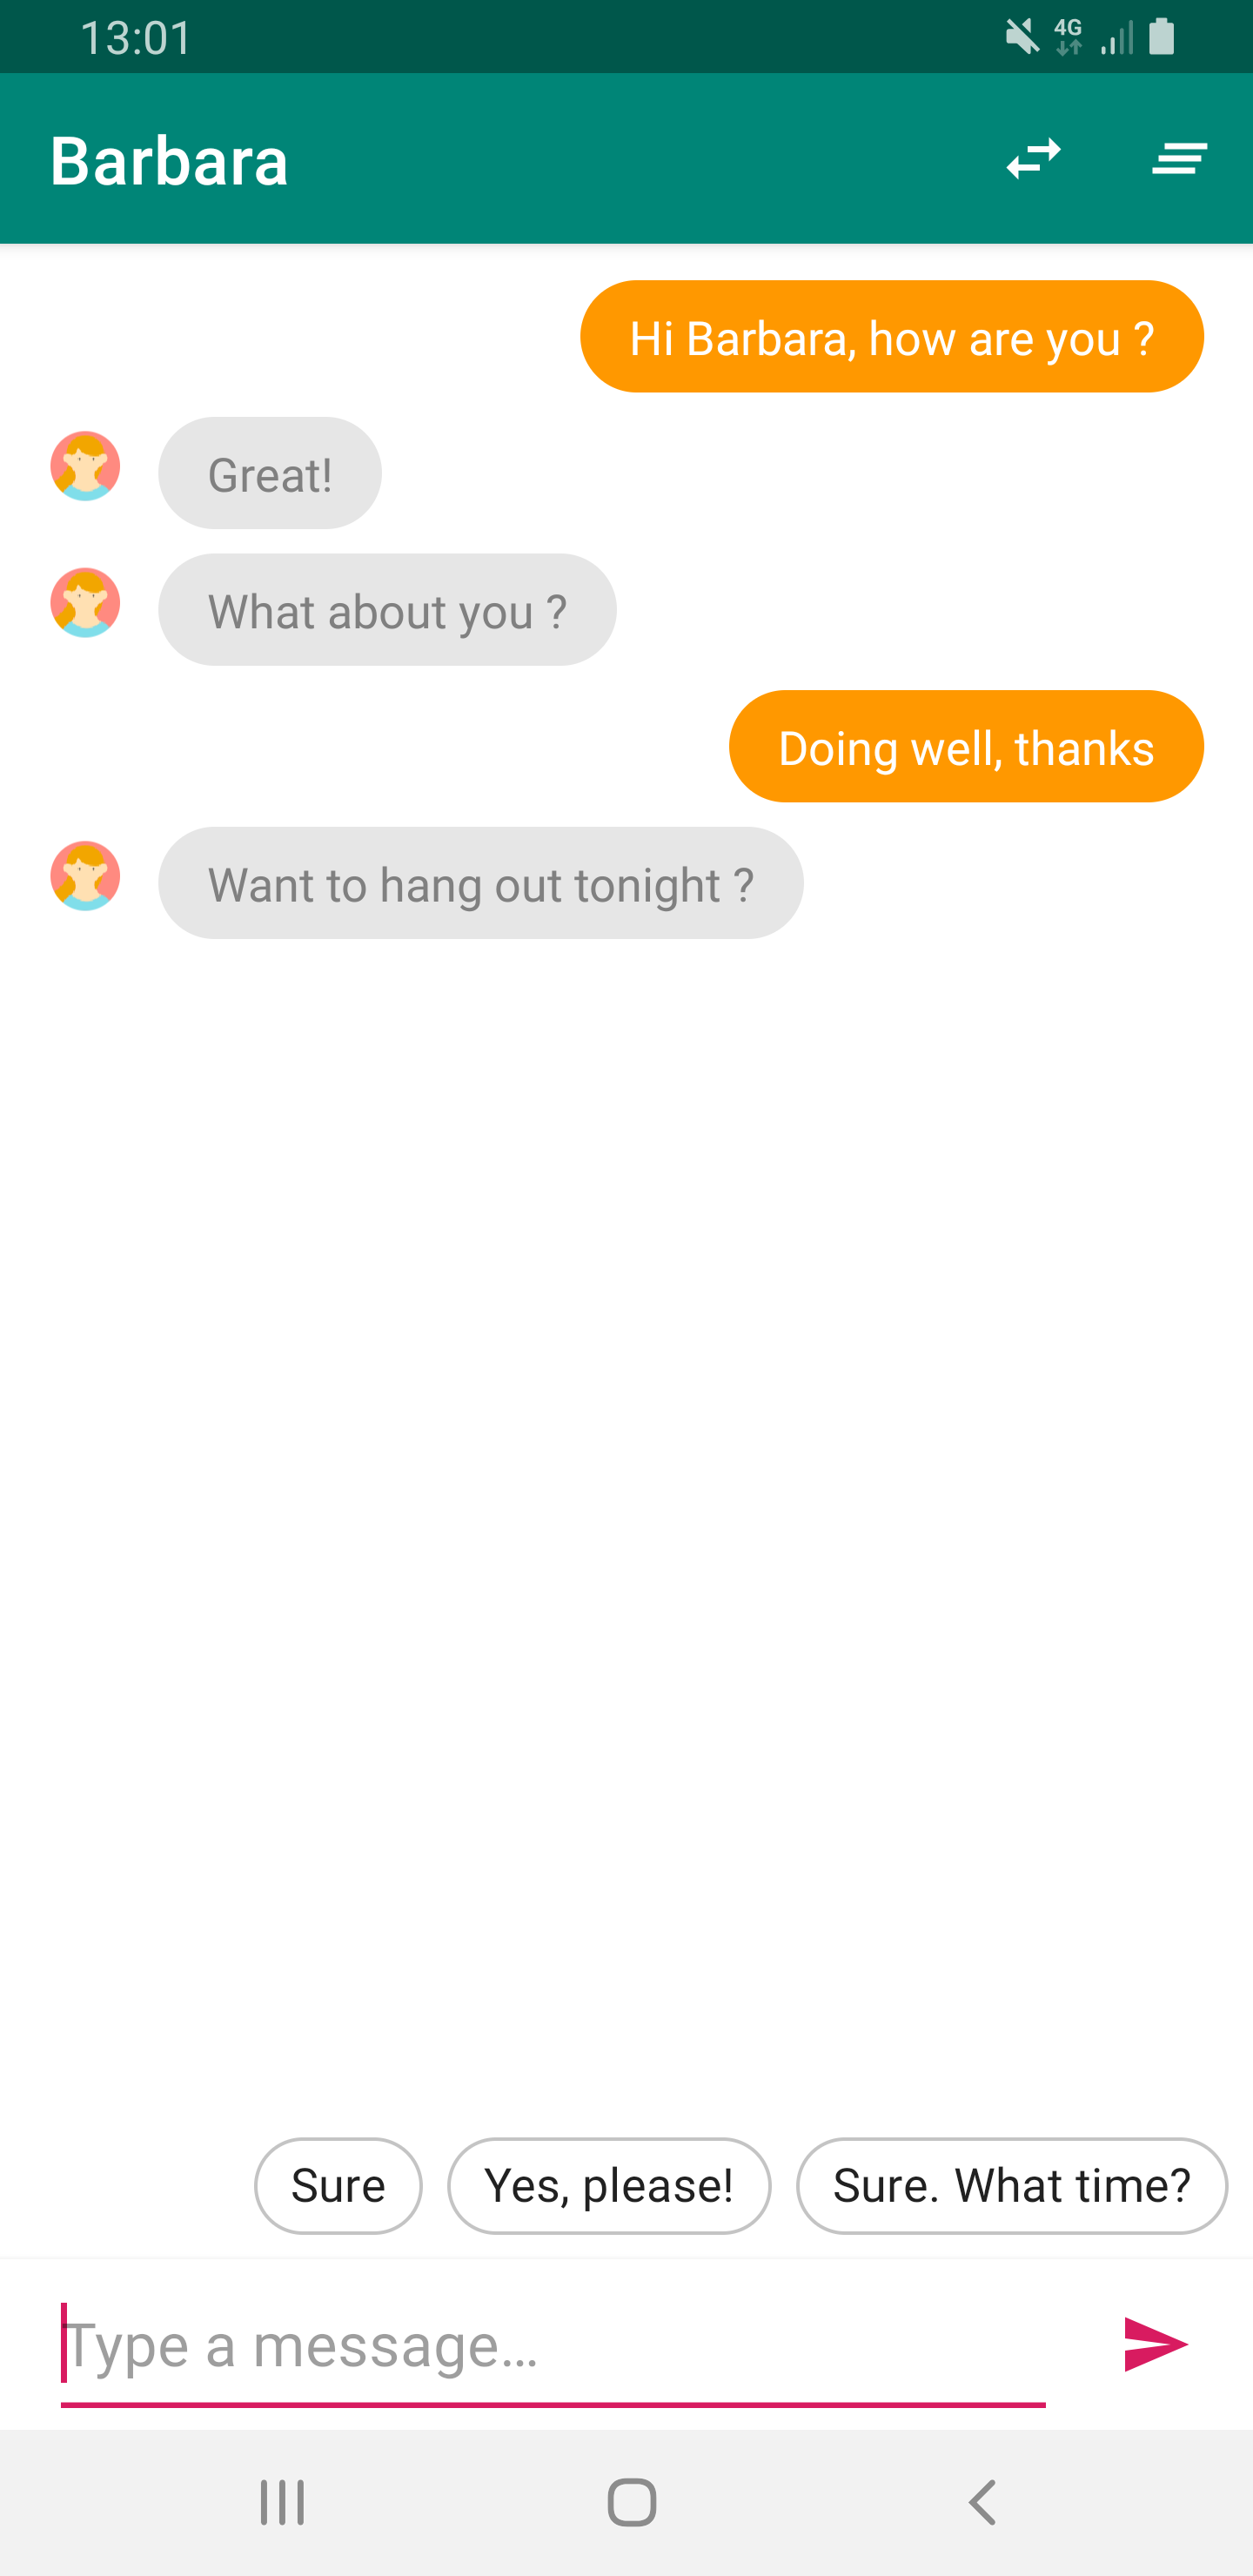 13:01
4G
Barbara
Hi Barbara, how are you ?
Great!
What about you ?
Doing well, thanks
Want to hang out tonight ?
Sure
Yes, please!
Sure. What time?
Type a message...